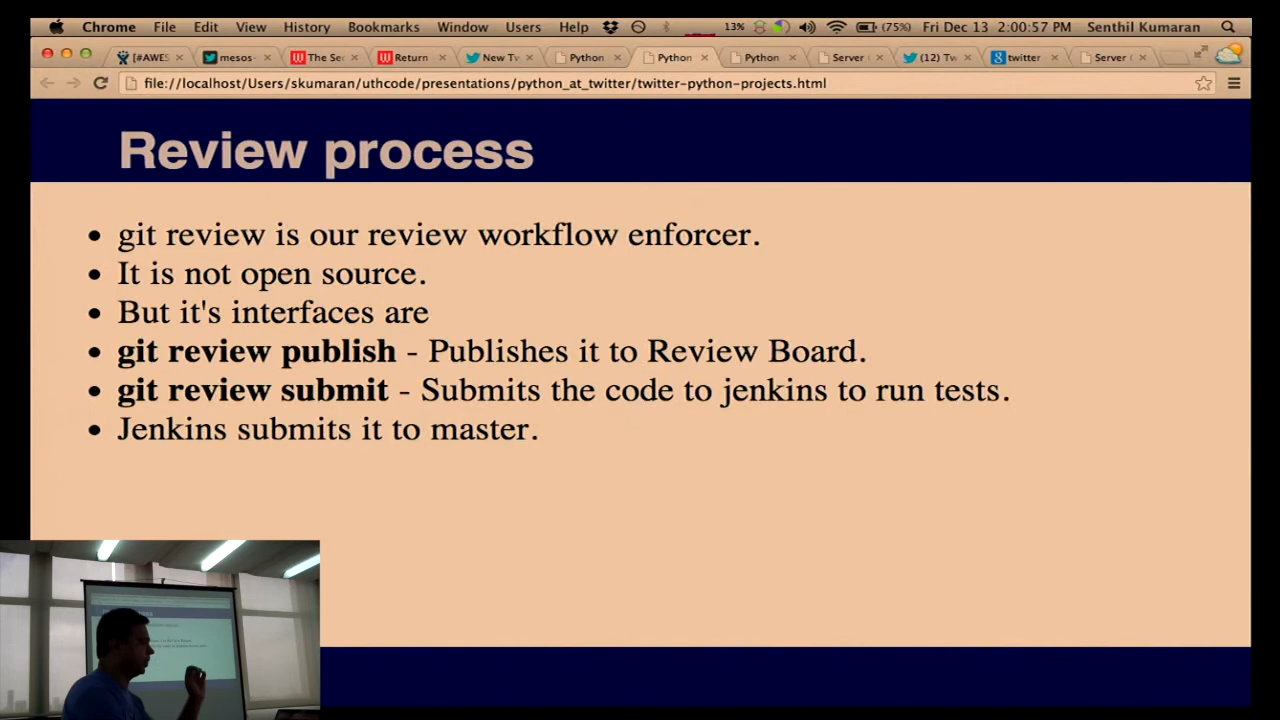 Chrome File Edit View History Bookmarks Window Users Help 13% (75%) Fri Dec 13 2:00:57 PM Senthil Kumaran
[#AWES mesos- The Sec Return New Tw Python Python Python Server ( (12) Tw twitter Server (
file://localhost/Users/skumaran/uthcode/presentations/python_at_twitter/twitter-python-projects.html
Review process
• git review is our review workflow enforcer.
• It is not open source.
• But it's interfaces are
• git review publish - Publishes it to Review Board.
• git review submit - Submits the code to jenkins to run tests.
• Jenkins submits it to master.